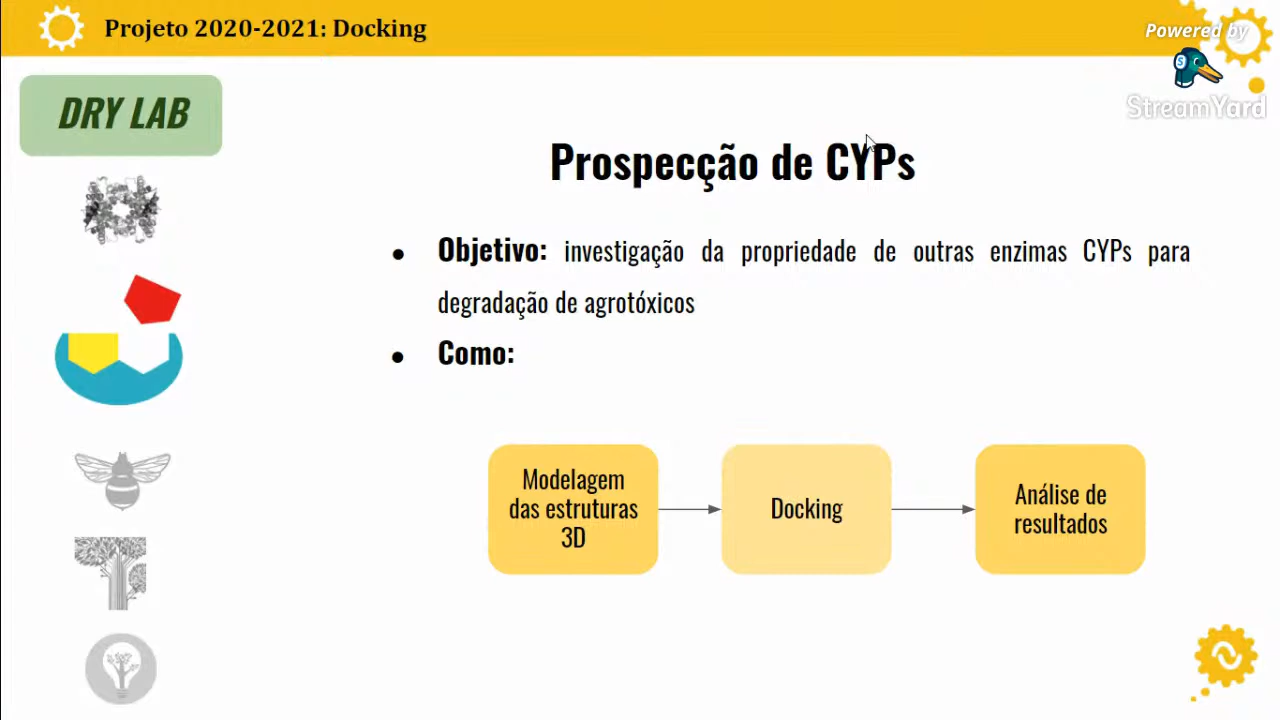 Projeto 2020-2021: Docking
Powered by
S
StreamYard
DRY LAB
Prospecção de CYPs
● Objetivo: investigação da propriedade de outras enzimas CYPs para
degradação de agrotóxicos
● Como:
Modelagem
das estruturas
3D
Docking
Análise de
resultados